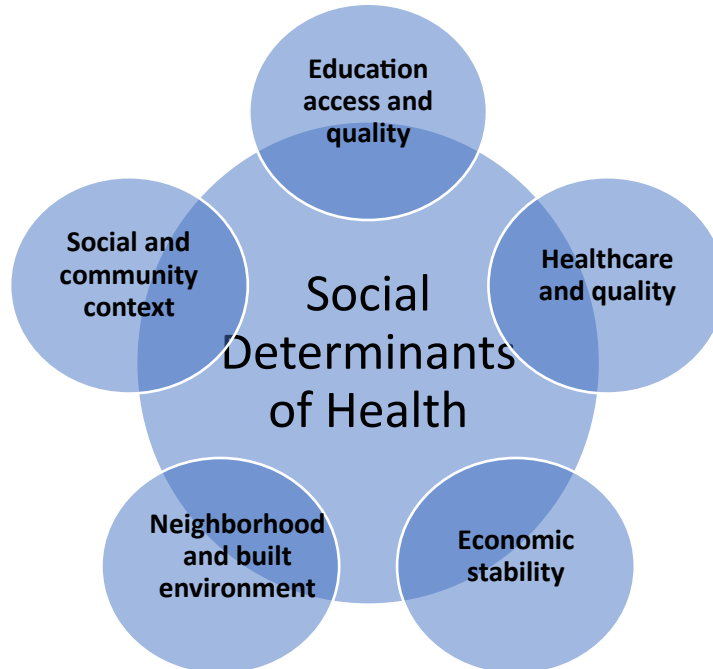 Education
access and
quality
Social and
community
context
Healthcare
and quality
Social
Determinants
of Health
Neighborhood
and built
environment
Economic
stability